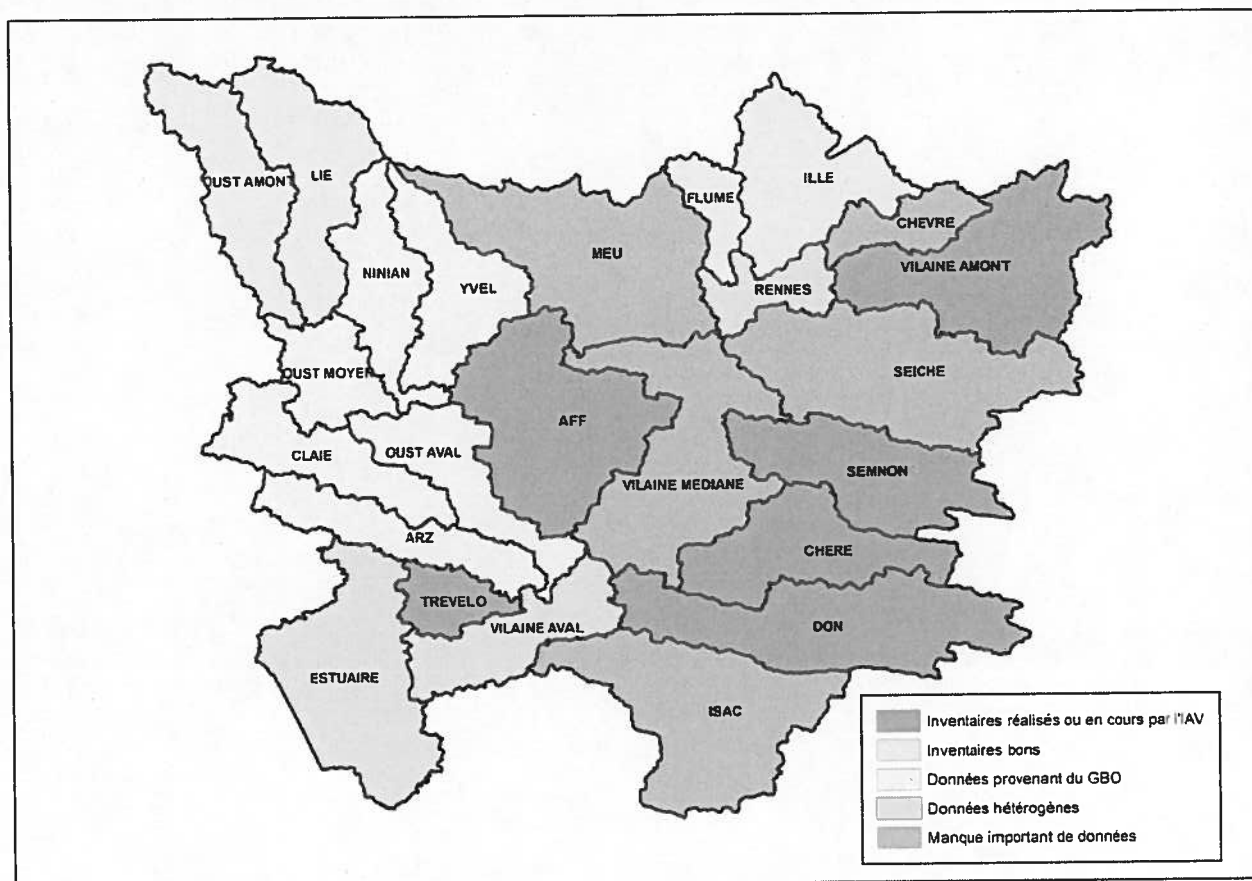 OUST AMONT
LIE
FLUME
ILLE
CHEVRE
MEU
VILAINE AMONT
NINIAN
YVEL
RENNES
OUST MOYEN
SEICHE
AFF
CLAIE
OUST AVAL
SEMNON
VILAINE MEDIANE
ARZ
CHERE
TREVELO
VILAINE AVAL
DON
ESTUAIRE
ISAC
Inventaires réalisés ou en cours par l'IAV
Inventaires bons
Données provenant du GBO
Données hétérogènes
Manque important de données